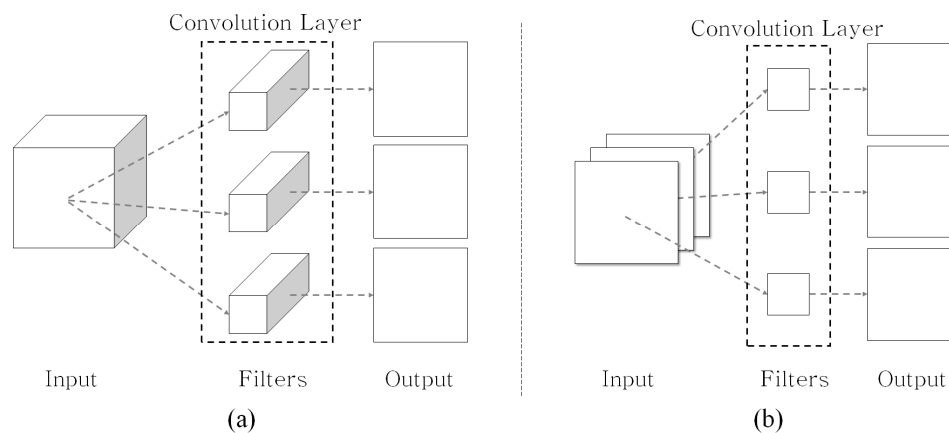 Convolution Layer
Input
Filters
Output
(a)
Convolution Layer
Input
Filters
Output
(b)